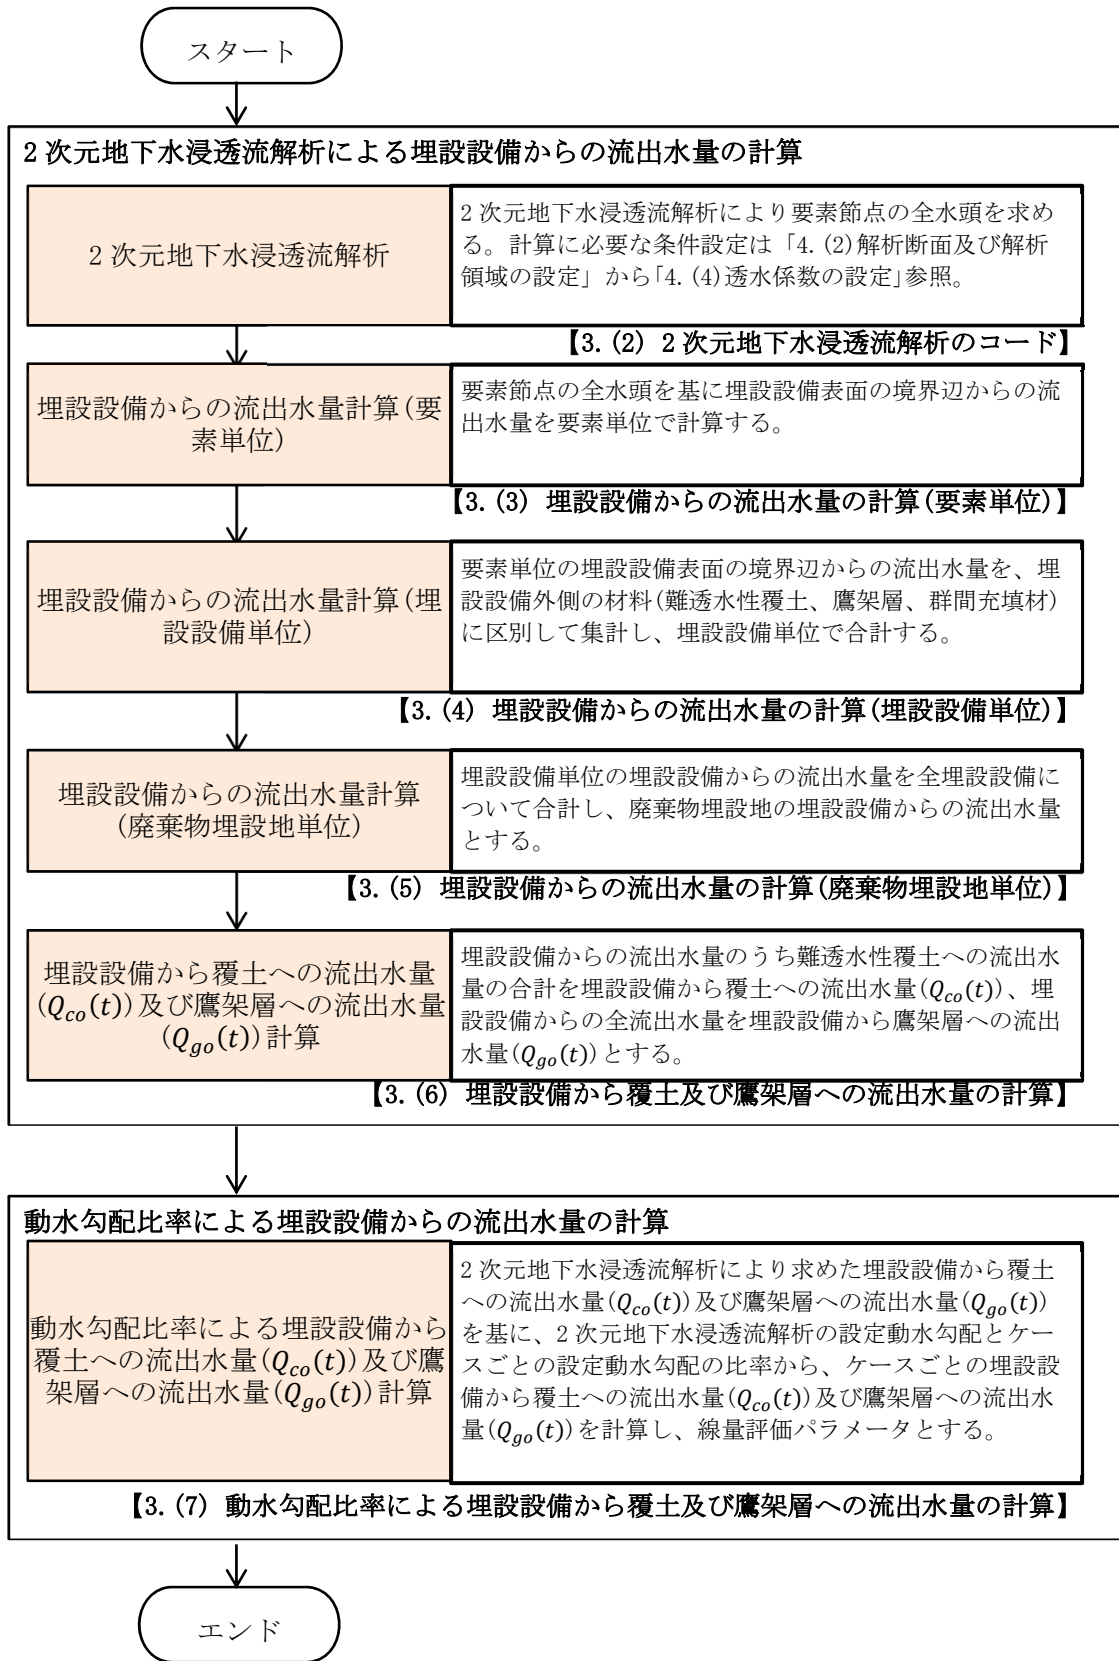 スタート
2次元地下水浸透流解析による埋設設備からの流出水量の計算
2次元地下水浸透流解析
2次元地下水浸透流解析により要素節点の全水頭を求め
る。計算に必要な条件設定は「4.(2)解析断面及び解析
領域の設定」から「4.(4)透水係数の設定」参照。
【3.(2) 2次元地下水浸透流解析のコード】
埋設設備からの流出水量計算(要
素単位)
要素節点の全水頭を基に埋設設備表面の境界辺からの流
出水量を要素単位で計算する。
【3.(3) 埋設設備からの流出水量の計算(要素単位)】
埋設設備からの流出水量計算(埋
設設備単位)
要素単位の埋設設備表面の境界辺からの流出水量を、埋
設設備外側の材料(難透水性覆土、鷹架層、群間充填材)
に区別して集計し、埋設設備単位で合計する。
【3.(4) 埋設設備からの流出水量の計算(埋設設備単位)】
埋設設備からの流出水量計算
(廃棄物埋設地単位)
埋設設備単位の埋設設備からの流出水量を全埋設設備に
ついて合計し、廃棄物埋設地の埋設設備からの流出水量
とする。
【3.(5) 埋設設備からの流出水量の計算(廃棄物埋設地単位)】
埋設設備から覆土への流出水量
(Q_{co}(t))及び鷹架層への流出水量
(Q_{go}(t))計算
埋設設備からの流出水量のうち難透水性覆土への流出水
量の合計を埋設設備から覆土への流出水量(Q_{co}(t))、埋
設設備からの全流出水量を埋設設備から鷹架層への流出
水量(Q_{go}(t))とする。
【3.(6) 埋設設備から覆土及び鷹架層への流出水量の計算】
動水勾配比率による埋設設備からの流出水量の計算
動水勾配比率による埋設設備から
覆土への流出水量(Q_{co}(t))及び鷹
架層への流出水量(Q_{go}(t))計算
2次元地下水浸透流解析により求めた埋設設備から覆土
への流出水量(Q_{co}(t))及び鷹架層への流出水量(Q_{go}(t))
を基に、2次元地下水浸透流解析の設定動水勾配とケー
スごとの設定動水勾配の比率から、ケースごとの埋設設
備から覆土への流出水量(Q_{co}(t))及び鷹架層への流出水
量(Q_{go}(t))を計算し、線量評価パラメータとする。
【3.(7) 動水勾配比率による埋設設備から覆土及び鷹架層への流出水量の計算】
エンド